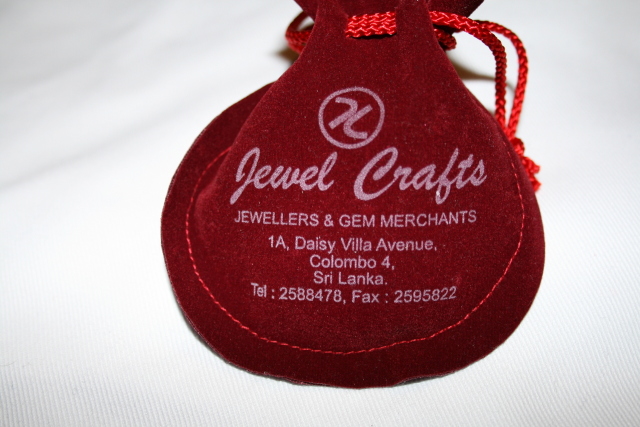 Jewel Crafts
JEWELLERS & GEM MERCHANTS
1A, Daisy Villa Avenue,
Colombo 4,
Sri Lanka.
Tel : 2588478, Fax : 2595822